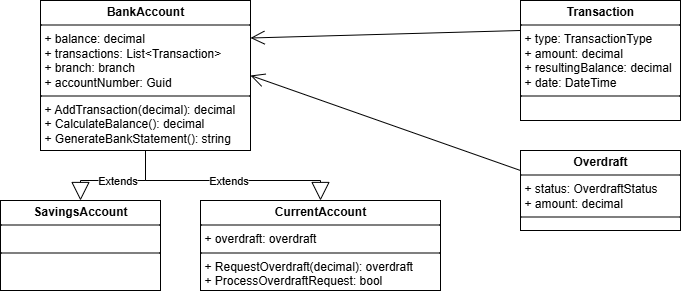 BankAccount
+ balance: decimal
+ transactions: List<Transaction>
+ branch: branch
+ accountNumber: Guid
+ AddTransaction(decimal): decimal
+ CalculateBalance(): decimal
+ GenerateBankStatement(): string
Transaction
+ type: TransactionType
+ amount: decimal
+ resultingBalance: decimal
+ date: DateTime
Overdraft
+ status: OverdraftStatus
+ amount: decimal
Extends
Extends
SavingsAccount
CurrentAccount
+ overdraft: overdraft
+ RequestOverdraft(decimal): overdraft
+ ProcessOverdraftRequest: bool